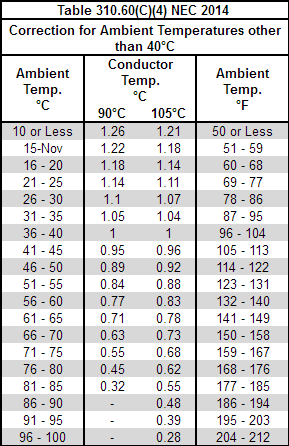 Table 310.60(C)(4) NEC 2014
Correction for Ambient Temperatures other than 40°C
Ambient Temp. °C Conductor Temp. °C Ambient Temp. °F
90°C 105°C
10 or Less 1.26 1.21 50 or Less
15-Nov 1.22 1.18 51 - 59
16 - 20 1.18 1.14 60 - 68
21 - 25 1.14 1.11 69 - 77
26 - 30 1.1 1.07 78 - 86
31 - 35 1.05 1.04 87 - 95
36 - 40 1 1 96 - 104
41 - 45 0.95 0.96 105 - 113
46 - 50 0.89 0.92 114 - 122
51 - 55 0.84 0.88 123 - 131
56 - 60 0.77 0.83 132 - 140
61 - 65 0.71 0.78 141 - 149
66 - 70 0.63 0.73 150 - 158
71 - 75 0.55 0.68 159 - 167
76 - 80 0.45 0.62 168 - 176
81 - 85 0.32 0.55 177 - 185
86 - 90 - 0.48 186 - 194
91 - 95 - 0.39 195 - 203
96 - 100 - 0.28 204 - 212